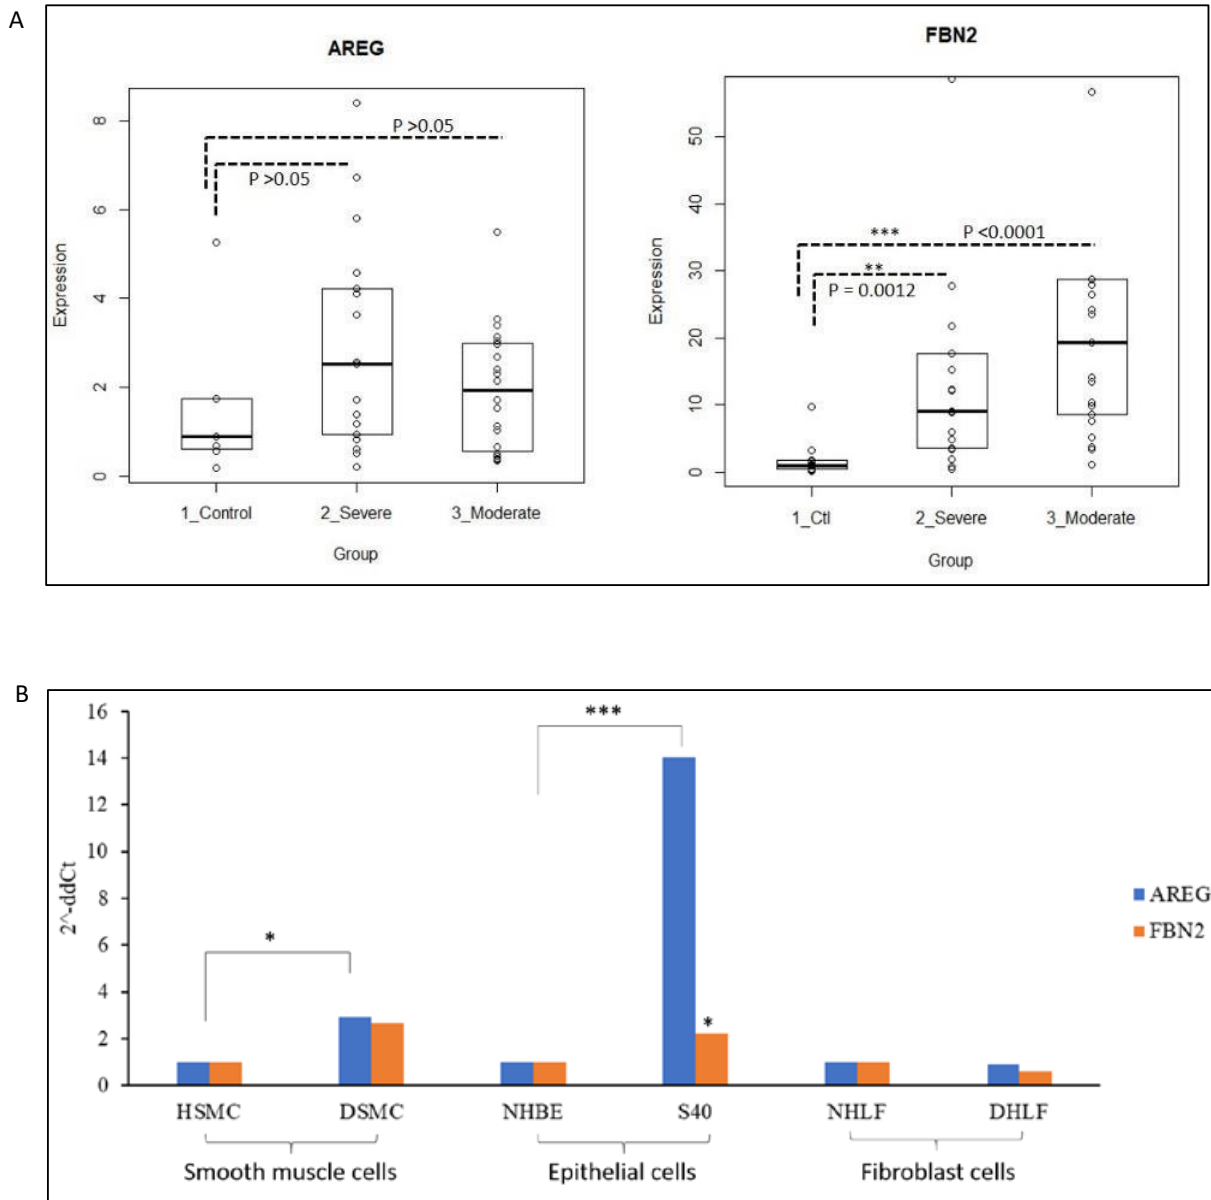 A
AREG
FBN2
8
6
4
2
0
Expression
P >0.05
P >0.05
1_Control 2_Severe 3_Moderate
Group
50
40
30
20
10
0
Expression
*** P <0.0001
**
P = 0.0012
1_Ctl 2_Severe 3_Moderate
Group
B
16
14
12
10
8
6
4
2
0
2^-ddCt
*
***
*
AREG
FBN2
HSMC DSMC NHBE S40 NHLF DHLF
Smooth muscle cells Epithelial cells Fibroblast cells